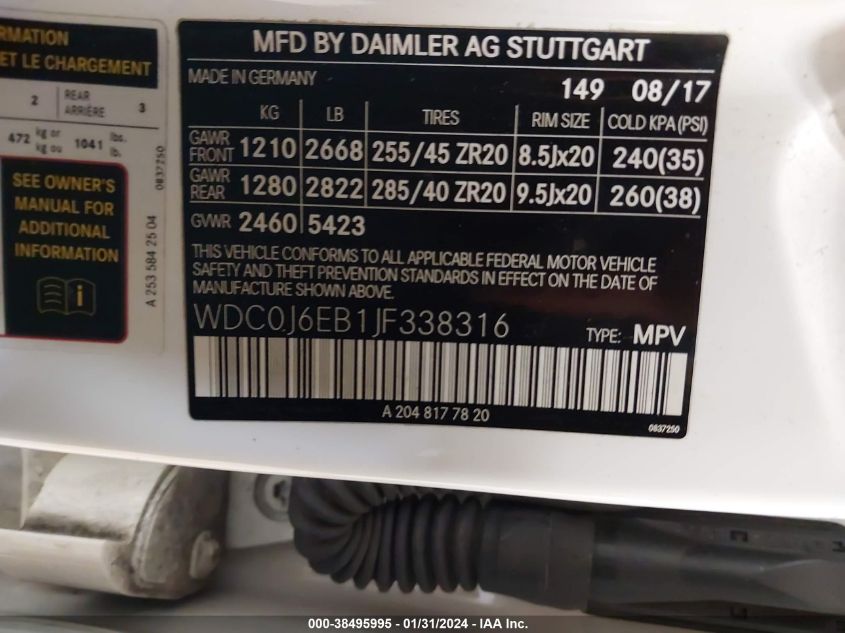 RMATION
ET LE CHARGEMENT
2 REAR ARRIÈRE 3
472 kg or kg ou 1041 lbs. lb.
SEE OWNER'S
MANUAL FOR
ADDITIONAL
INFORMATION
0837250
A 253 584 25 04
MFD BY DAIMLER AG STUTTGART
MADE IN GERMANY 149 08/17
KG LB TIRES RIM SIZE COLD KPA(PSI)
GAWR FRONT 1210 2668 255/45 ZR20 8.5Jx20 240(35)
GAWR REAR 1280 2822 285/40 ZR20 9.5Jx20 260(38)
GVWR 2460 5423
THIS VEHICLE CONFORMS TO ALL APPLICABLE FEDERAL MOTOR VEHICLE
SAFETY AND THEFT PREVENTION STANDARDS IN EFFECT ON THE DATE OF
MANUFACTURE SHOWN ABOVE.
WDC0J6EB1JF338316 TYPE: MPV
A 204 817 78 20
0837250
000-38495995 - 01/31/2024 - IAA Inc.